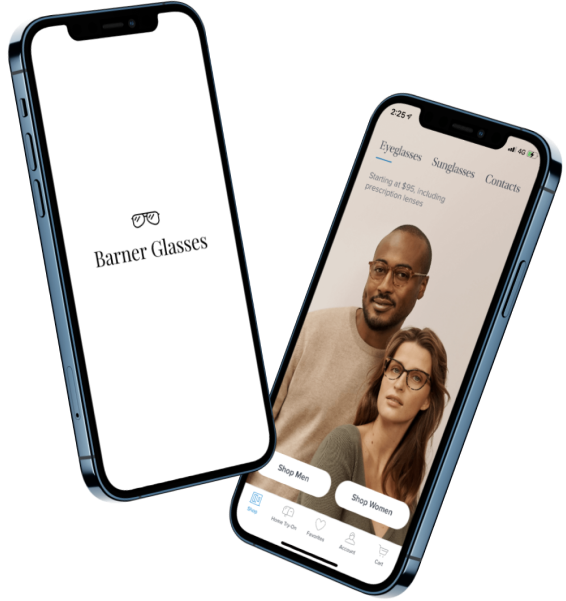 Barner Glasses
2:25
4G
Eyeglasses
Sunglasses
Contacts
Starting at $95, including
prescription lenses
Shop Men
Shop Women
Shop
Home Try-On
Favorites
Account
Cart